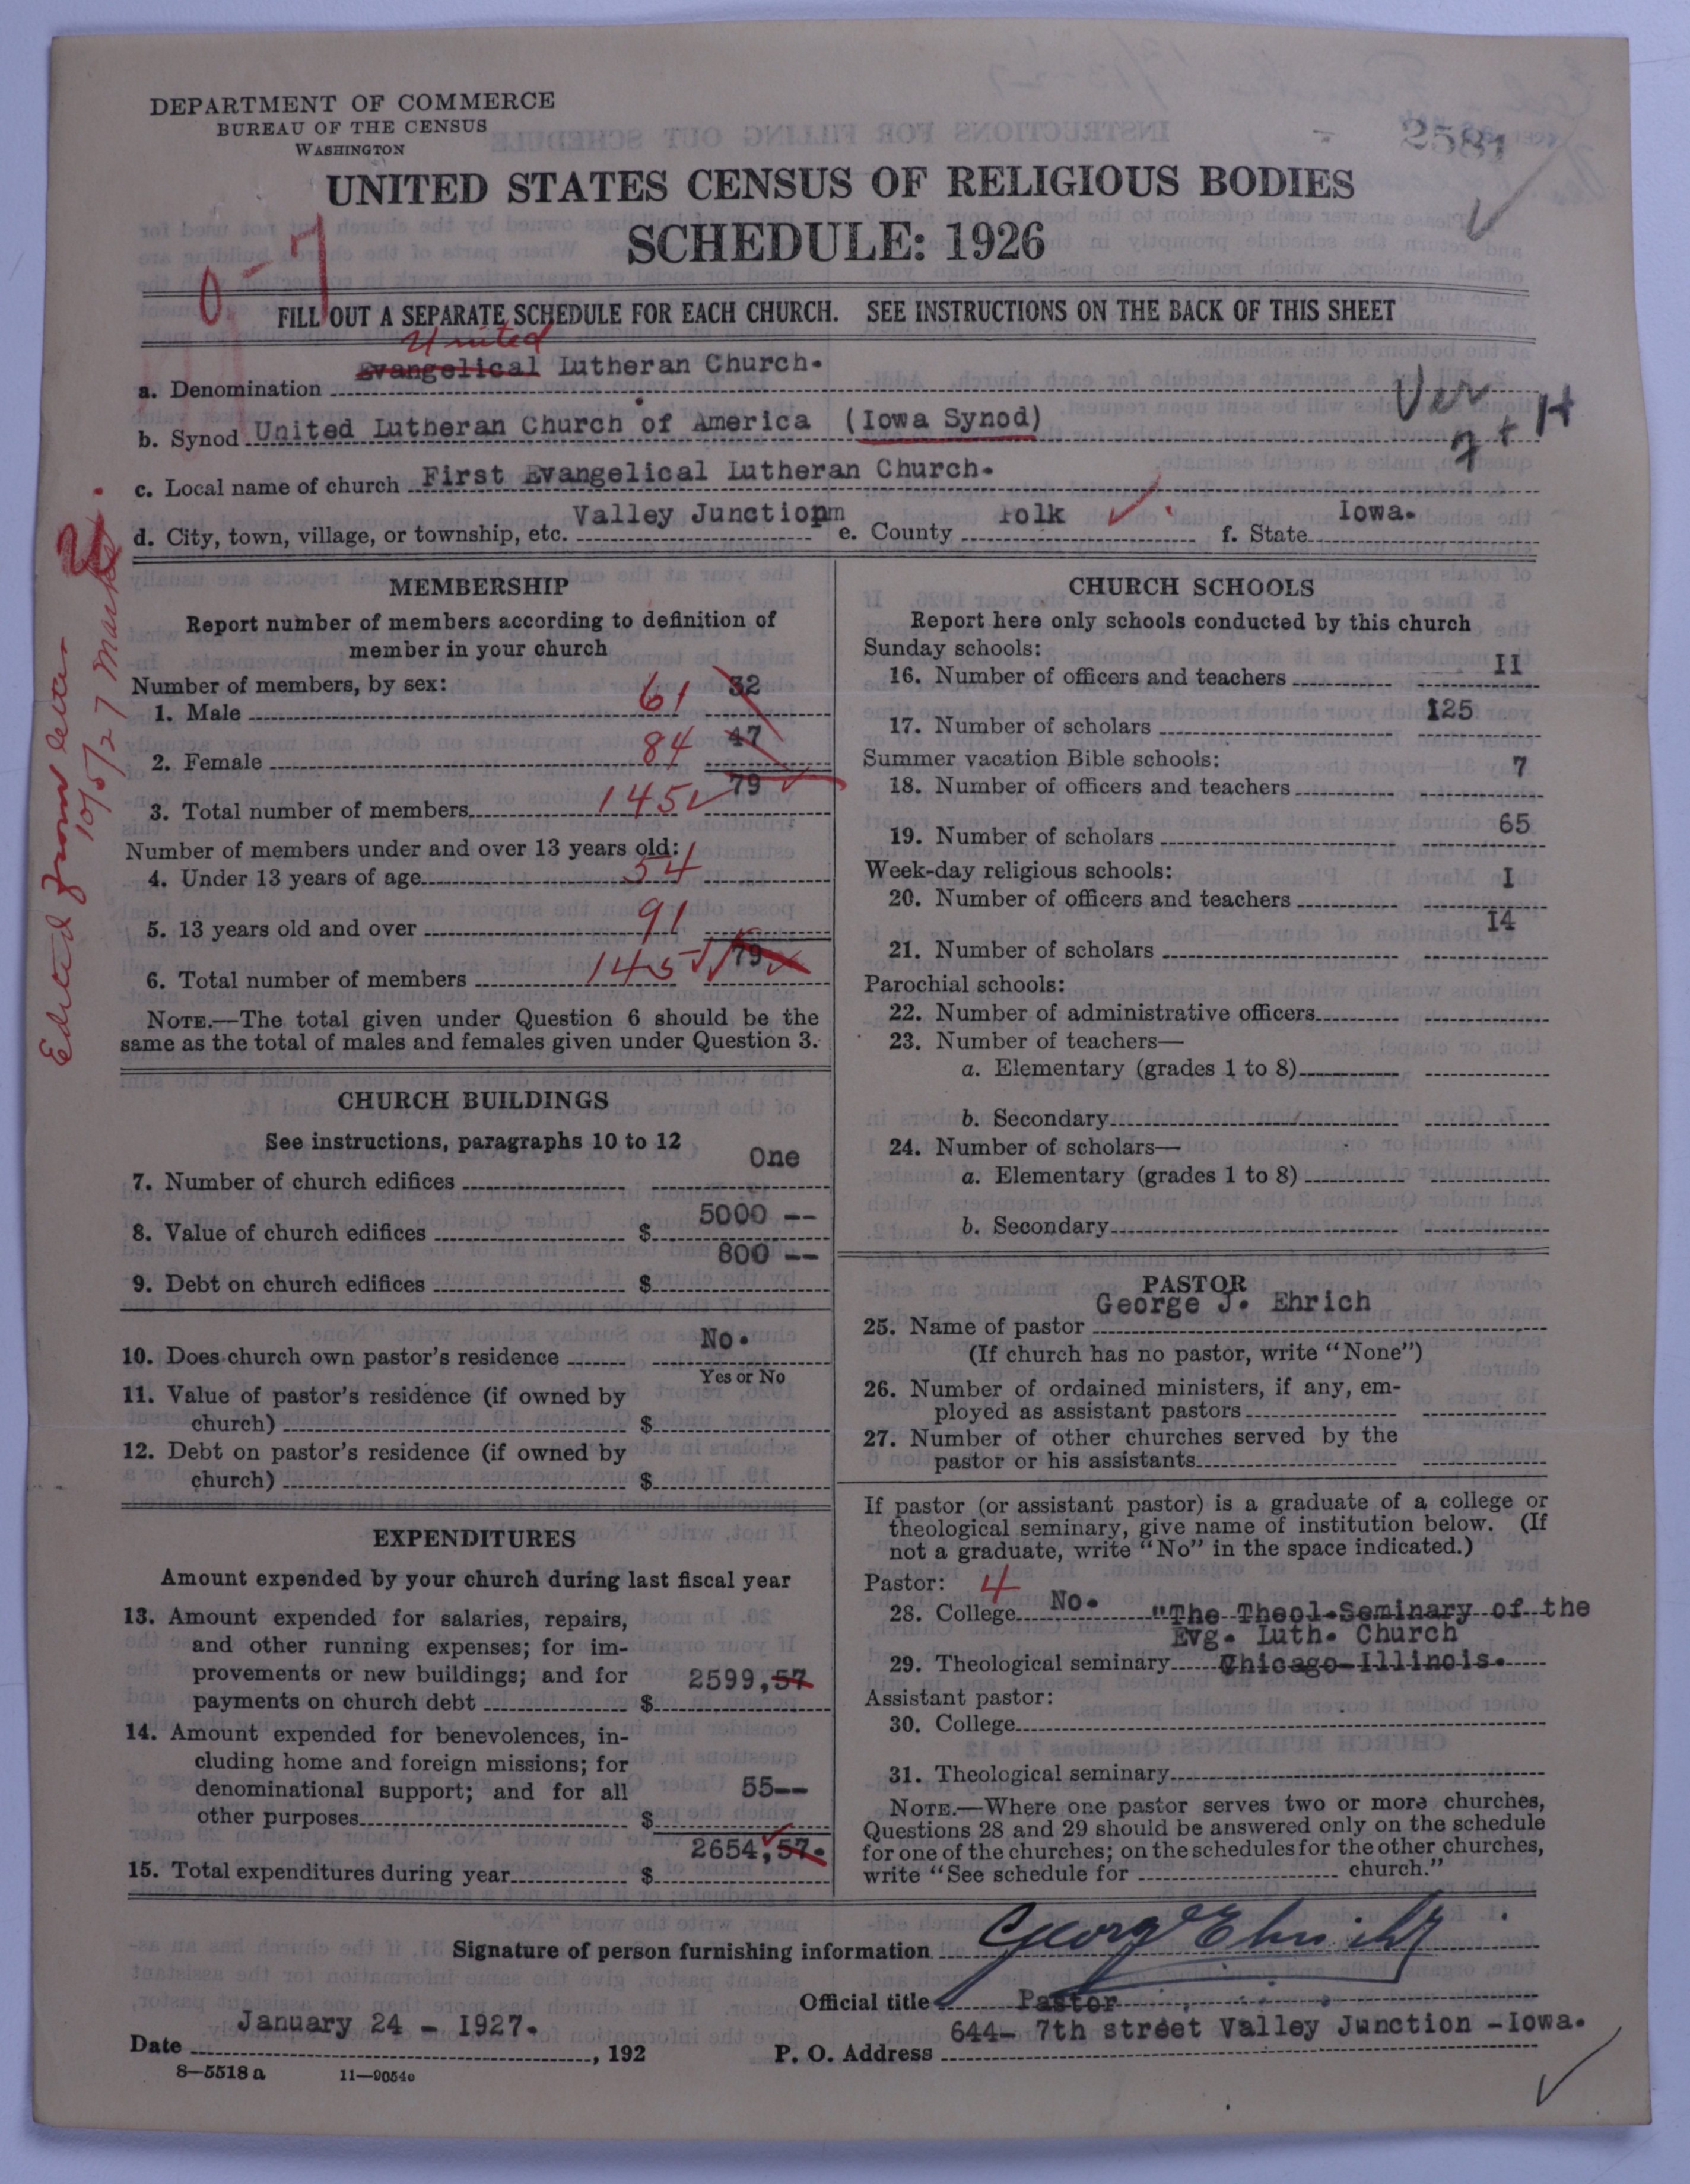 DEPARTMENT OF COMMERCE
BUREAU OF THE CENSUS
WASHINGTON
2581
UNITED STATES CENSUS OF RELIGIOUS BODIES
SCHEDULE: 1926
0-7
FILL OUT A SEPARATE SCHEDULE FOR EACH CHURCH. SEE INSTRUCTIONS ON THE BACK OF THIS SHEET
United
a. Denomination Evangelical Lutheran Church.
b. Synod United Lutheran Church of America (Iowa Synod)
Ver
7 + H
c. Local name of church First Evangelical Lutheran Church.
d. City, town, village, or township, etc. Valley Junctionm e. County Polk f. State Iowa.
Edited from letter
10/5/27
MEMBERSHIP
Report number of members according to definition of
member in your church
Number of members, by sex:
1. Male 61 32
2. Female 84 47
3. Total number of members 145 79
Number of members under and over 13 years old:
4. Under 13 years of age 54
5. 13 years old and over 91
6. Total number of members 145 79
NOTE.—The total given under Question 6 should be the
same as the total of males and females given under Question 3.
CHURCH BUILDINGS
See instructions, paragraphs 10 to 12
7. Number of church edifices One
8. Value of church edifices $ 5000 --
9. Debt on church edifices $ 800 --
10. Does church own pastor's residence No.
Yes or No
11. Value of pastor's residence (if owned by
church) $
12. Debt on pastor's residence (if owned by
church) $
EXPENDITURES
Amount expended by your church during last fiscal year
13. Amount expended for salaries, repairs,
and other running expenses; for im-
provements or new buildings; and for
payments on church debt $ 2599,57
14. Amount expended for benevolences, in-
cluding home and foreign missions; for
denominational support; and for all
other purposes $ 55--
15. Total expenditures during year $ 2654,57.
CHURCH SCHOOLS
Report here only schools conducted by this church
Sunday schools:
16. Number of officers and teachers II
17. Number of scholars I25
Summer vacation Bible schools:
18. Number of officers and teachers 7
19. Number of scholars 65
Week-day religious schools:
20. Number of officers and teachers I
21. Number of scholars I4
Parochial schools:
22. Number of administrative officers
23. Number of teachers—
a. Elementary (grades 1 to 8)
b. Secondary
24. Number of scholars—
a. Elementary (grades 1 to 8)
b. Secondary
PASTOR
25. Name of pastor George J. Ehrich
(If church has no pastor, write "None")
26. Number of ordained ministers, if any, em-
ployed as assistant pastors
27. Number of other churches served by the
pastor or his assistants
If pastor (or assistant pastor) is a graduate of a college or
theological seminary, give name of institution below. (If
not a graduate, write "No" in the space indicated.)
Pastor: 4
28. College No. "The Theol.Seminary of the
Evg. Luth. Church
29. Theological seminary Chicago-Illinois.
Assistant pastor:
30. College
31. Theological seminary
NOTE.—Where one pastor serves two or more churches,
Questions 28 and 29 should be answered only on the schedule
for one of the churches; on the schedules for the other churches,
write "See schedule for church."
Signature of person furnishing information George Ehrich
Official title Pastor
Date January 24 - 1927. , 192
P. O. Address 644- 7th street Valley Junction -Iowa.
8—5518 a 11—9054c